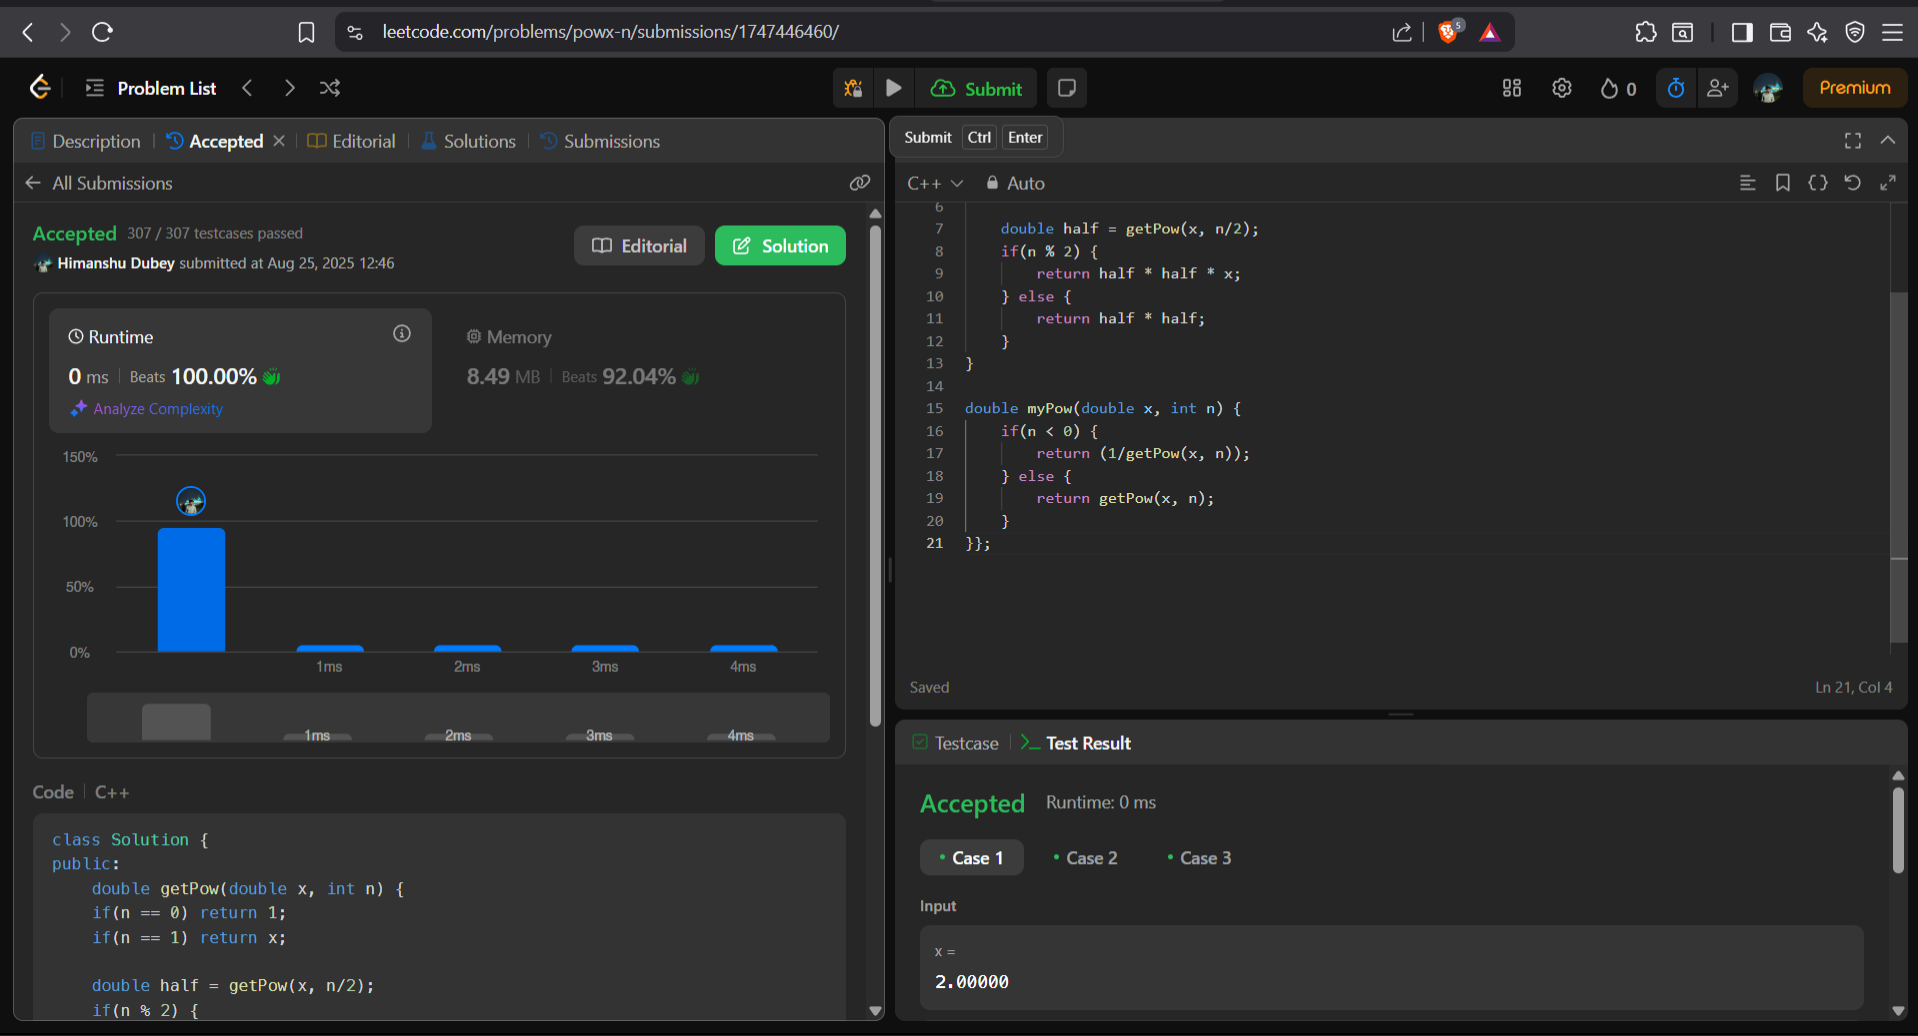 leetcode.com/problems/powx-n/submissions/1747446460/
5
Problem List
Submit
0
Premium
Description
Accepted
Editorial
Solutions
Submissions
Submit Ctrl Enter
All Submissions
C++
Auto
Accepted 307 / 307 testcases passed
Himanshu Dubey submitted at Aug 25, 2025 12:46
Editorial
Solution
Runtime
0 ms Beats 100.00%
Analyze Complexity
Memory
8.49 MB Beats 92.04%
150%
100%
50%
0%
1ms 2ms 3ms 4ms
1ms 2ms 3ms 4ms
Code C++
class Solution {
public:
double getPow(double x, int n) {
if(n == 0) return 1;
if(n == 1) return x;
double half = getPow(x, n/2);
if(n % 2) {
6
7 double half = getPow(x, n/2);
8 if(n % 2) {
9 return half * half * x;
10 } else {
11 return half * half;
12 }
13 }
14
15 double myPow(double x, int n) {
16 if(n < 0) {
17 return (1/getPow(x, n));
18 } else {
19 return getPow(x, n);
20 }
21 }};
Saved
Ln 21, Col 4
Testcase
Test Result
Accepted Runtime: 0 ms
Case 1 Case 2 Case 3
Input
x =
2.00000